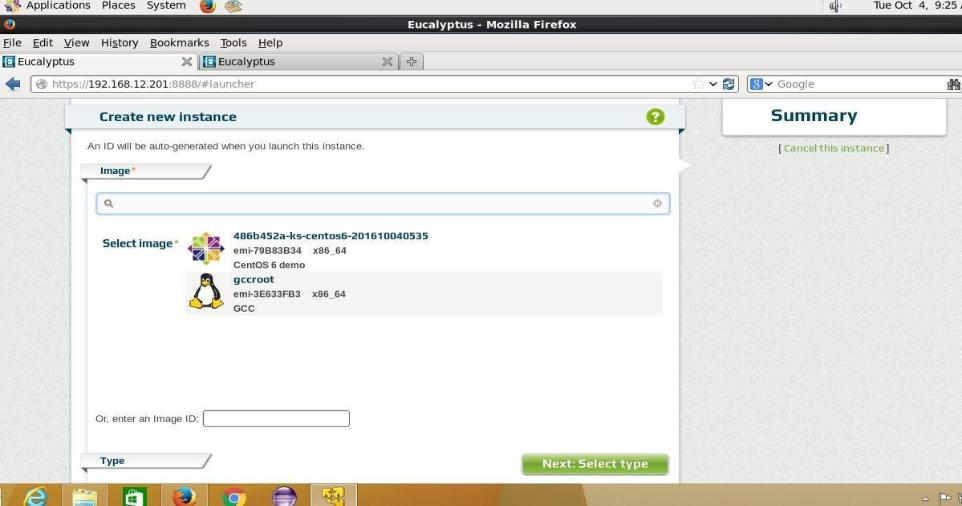 Applications Places System Tue Oct 4, 9:25
Eucalyptus - Mozilla Firefox
File Edit View History Bookmarks Tools Help
Eucalyptus Eucalyptus
https://192.168.12.201:8888/#launcher Google
Create new instance ? Summary
An ID will be auto-generated when you launch this instance. [Cancel this instance]
Image*
Select image*
486b452a-ks-centos6-201610040535
emi-79B83B34 x86_64
CentOS 6 demo
gccroot
emi-3E633FB3 x86_64
GCC
Or, enter an Image ID:
Type Next: Select type